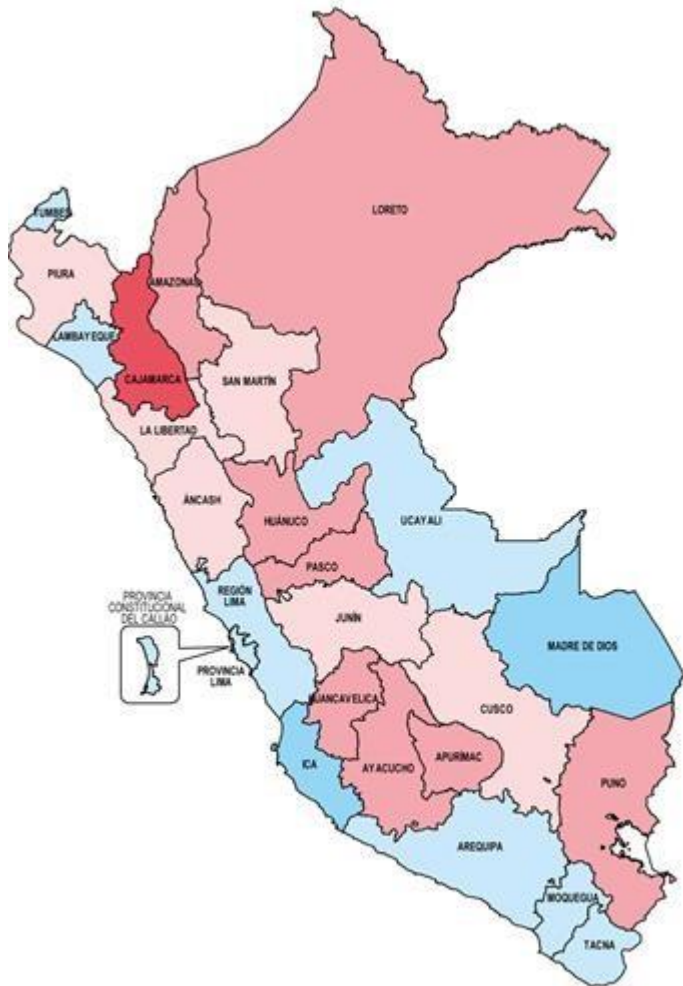 LORETO
TUMBES
PIURA
AMAZONAS
LAMBAYEQUE
CAJAMARCA
SAN MARTÍN
LA LIBERTAD
ÁNCASH
HUÁNUCO
UCAYALI
PASCO
REGIÓN
LIMA
PROVINCIA
CONSTITUCIONAL
DEL CALLAO
JUNÍN
MADRE DE DIOS
PROVINCIA
LIMA
HUANCAVELICA
CUSCO
ICA
APURÍMAC
AYACUCHO
PUNO
AREQUIPA
MOQUEGUA
TACNA